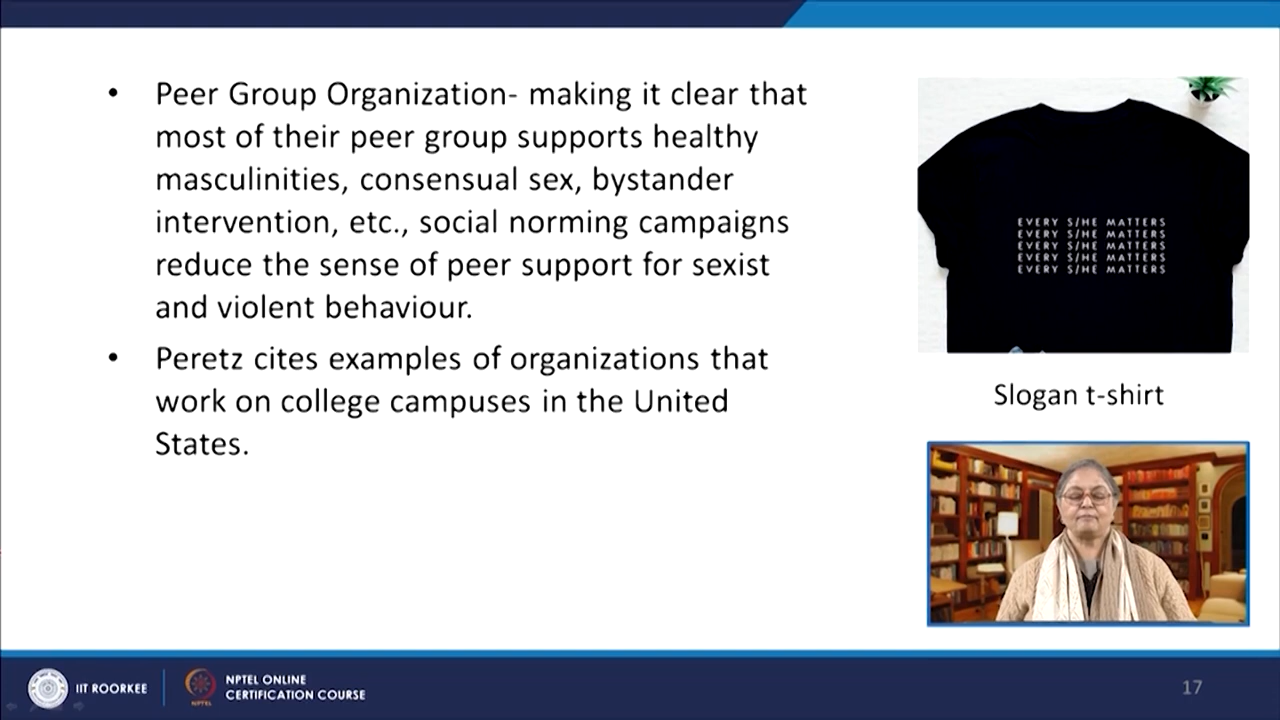 • Peer Group Organization- making it clear that
most of their peer group supports healthy
masculinities, consensual sex, bystander
intervention, etc., social norming campaigns
reduce the sense of peer support for sexist
and violent behaviour.
• Peretz cites examples of organizations that
work on college campuses in the United
States.
EVERY S/HE MATTERS
EVERY S/HE MATTERS
EVERY S/HE MATTERS
EVERY S/HE MATTERS
EVERY S/HE MATTERS
Slogan t-shirt
IIT ROORKEE
NPTEL
NPTEL ONLINE
CERTIFICATION COURSE
17